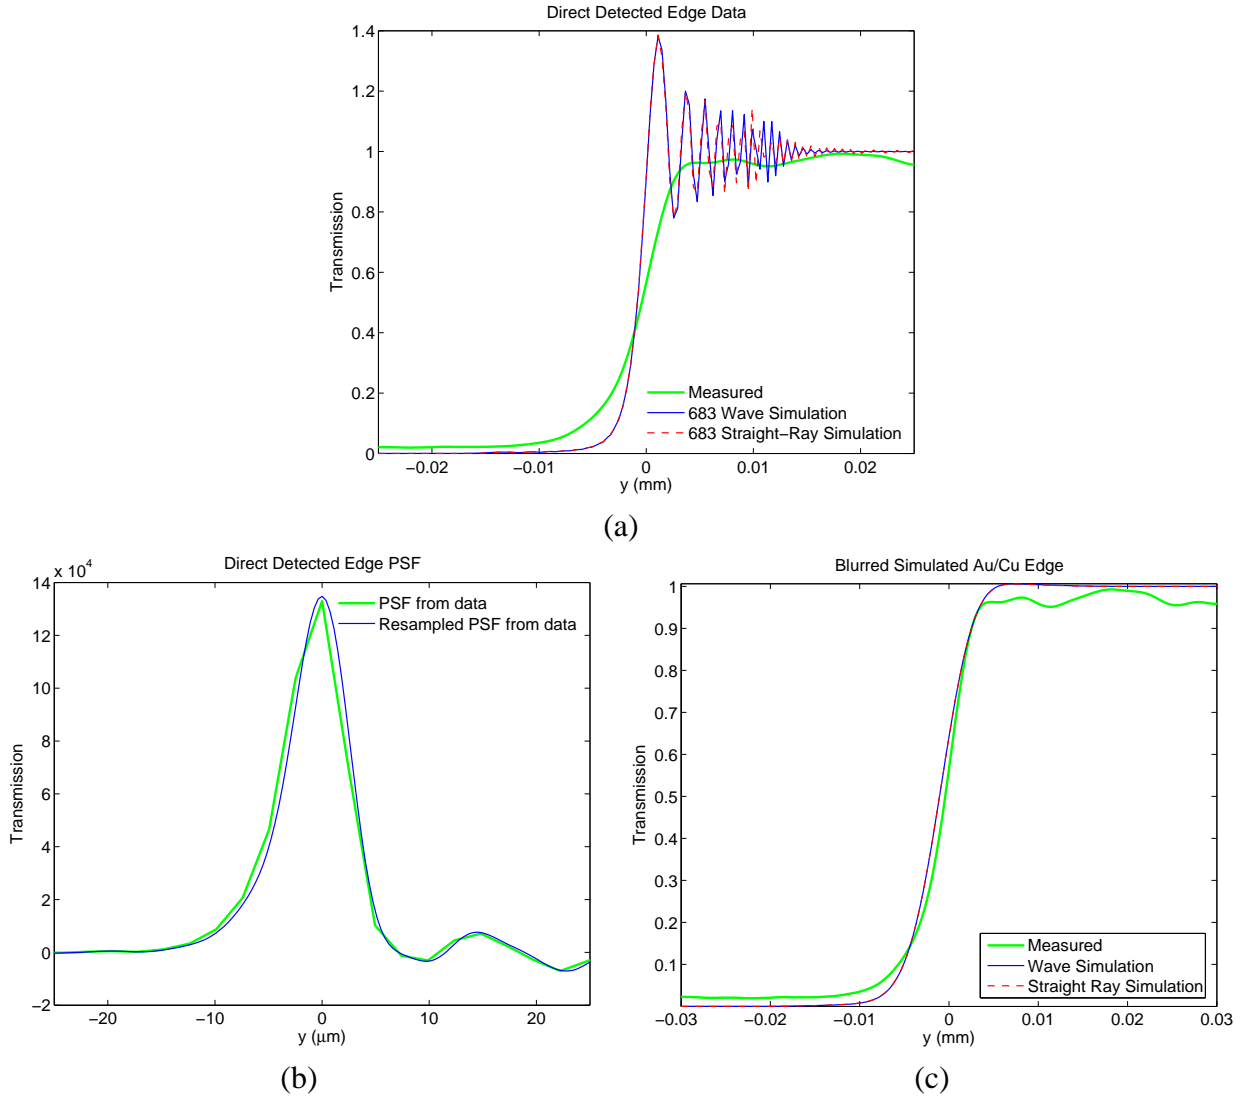 Direct Detected Edge Data
1.4
1.2
1
0.8
0.6
0.4
0.2
0
Transmission
Measured
683 Wave Simulation
683 Straight−Ray Simulation
−0.02
−0.01
0
0.01
0.02
y (mm)
(a)
Direct Detected Edge PSF
x 10⁴
14
12
10
8
6
4
2
0
−2
Transmission
PSF from data
Resampled PSF from data
−20
−10
0
10
20
y (μm)
(b)
Blurred Simulated Au/Cu Edge
1
0.9
0.8
0.7
0.6
0.5
0.4
0.3
0.2
0.1
Transmission
Measured
Wave Simulation
Straight Ray Simulation
−0.03
−0.02
−0.01
0
0.01
0.02
0.03
y (mm)
(c)